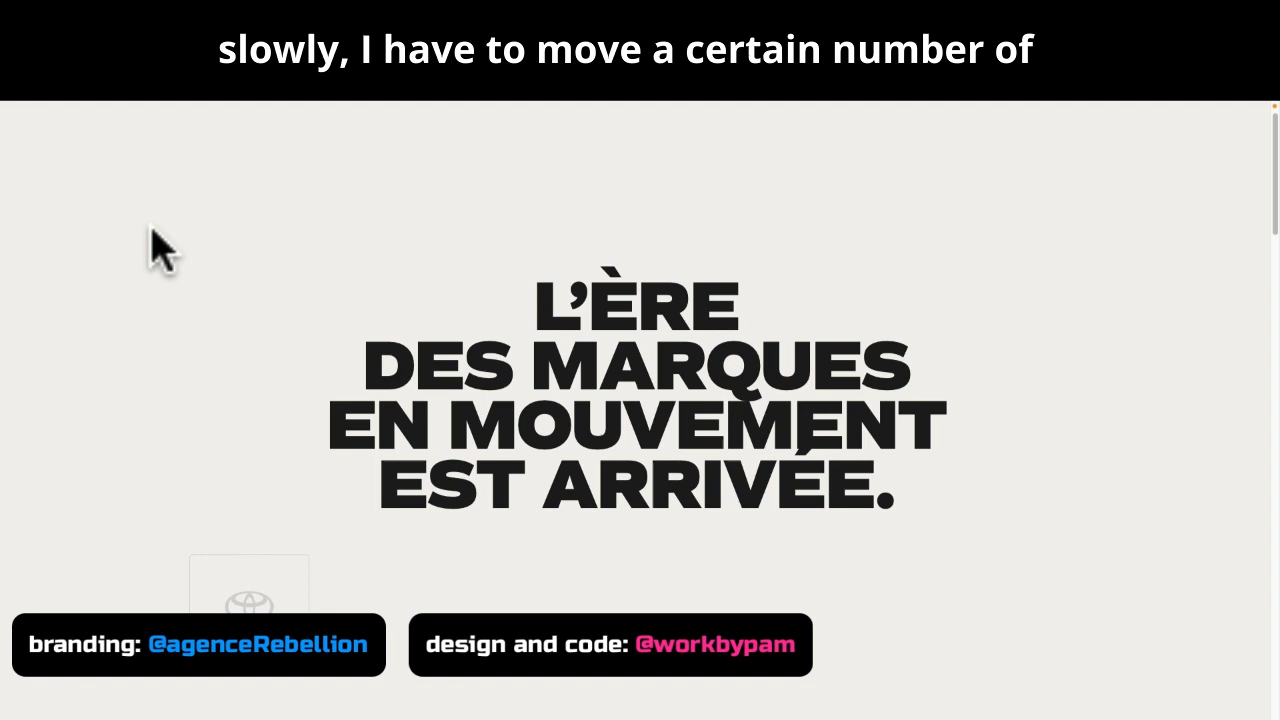 slowly, I have to move a certain number of
L’ÈRE
DES MARQUES
EN MOUVEMENT
EST ARRIVÉE.
branding: @agenceRebellion
design and code: @workbypam